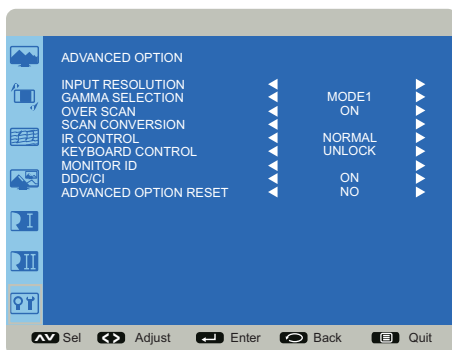 ADVANCED OPTION
INPUT RESOLUTION
GAMMA SELECTION MODE1
OVER SCAN ON
SCAN CONVERSION
IR CONTROL NORMAL
KEYBOARD CONTROL UNLOCK
MONITOR ID
DDC/CI ON
ADVANCED OPTION RESET NO
Sel Adjust Enter Back Quit